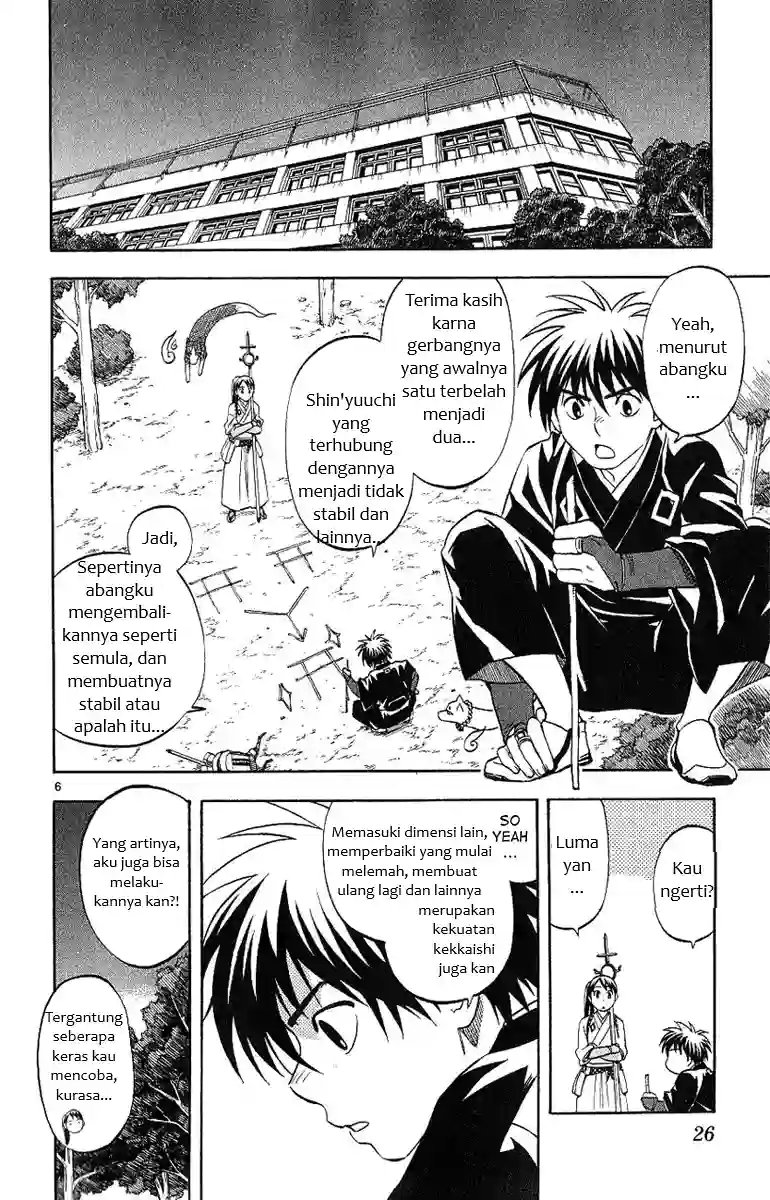 Yeah,
menurut
abangku
...
Terima kasih
karna
gerbangnya
yang awalnya
satu terbelah
menjadi
dua...
Shin'yuuchi
yang
terhubung
dengannya
menjadi tidak
stabil dan
lainnya...
Jadi,
Sepertinya
abangku
mengembali-
kannya seperti
semula, dan
membuatnya
stabil atau
apalah itu...
6
Kau
ngerti?
Luma
yan
...
SO
YEAH
...
Memasuki dimensi lain,
memperbaiki yang mulai
melemah, membuat
ulang lagi dan lainnya
merupakan
kekuatan
kekkaishi
juga kan
Yang artinya,
aku juga bisa
melaku-
kannya kan?!
Tergantung
seberapa
keras kau
mencoba,
kurasa...
26